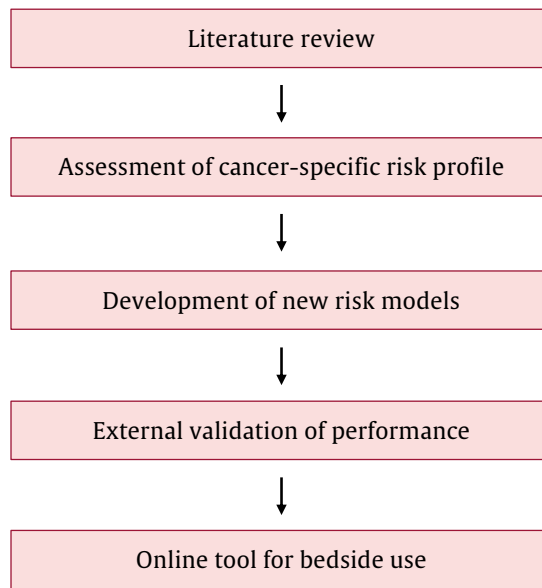 Literature review
Assessment of cancer-specific risk profile
Development of new risk models
External validation of performance
Online tool for bedside use